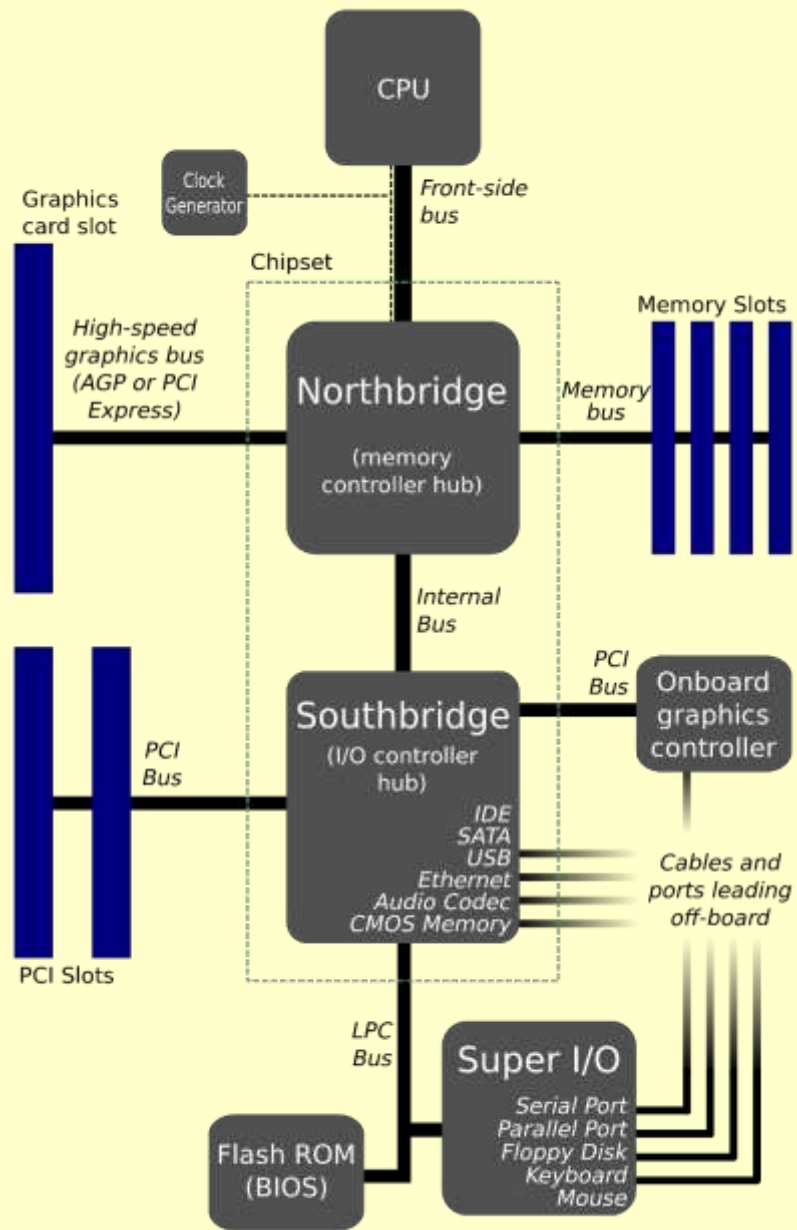 CPU
Clock
Generator
Front-side
bus
Graphics
card slot
Chipset
High-speed
graphics bus
(AGP or PCI
Express)
Northbridge
(memory
controller hub)
Memory Slots
Memory
bus
Internal
Bus
PCI
Bus
Onboard
graphics
controller
Southbridge
(I/O controller
hub)
PCI
Bus
IDE
SATA
USB
Ethernet
Audio Codec
CMOS Memory
Cables and
ports leading
off-board
PCI Slots
LPC
Bus
Super I/O
Serial Port
Parallel Port
Floppy Disk
Keyboard
Mouse
Flash ROM
(BIOS)